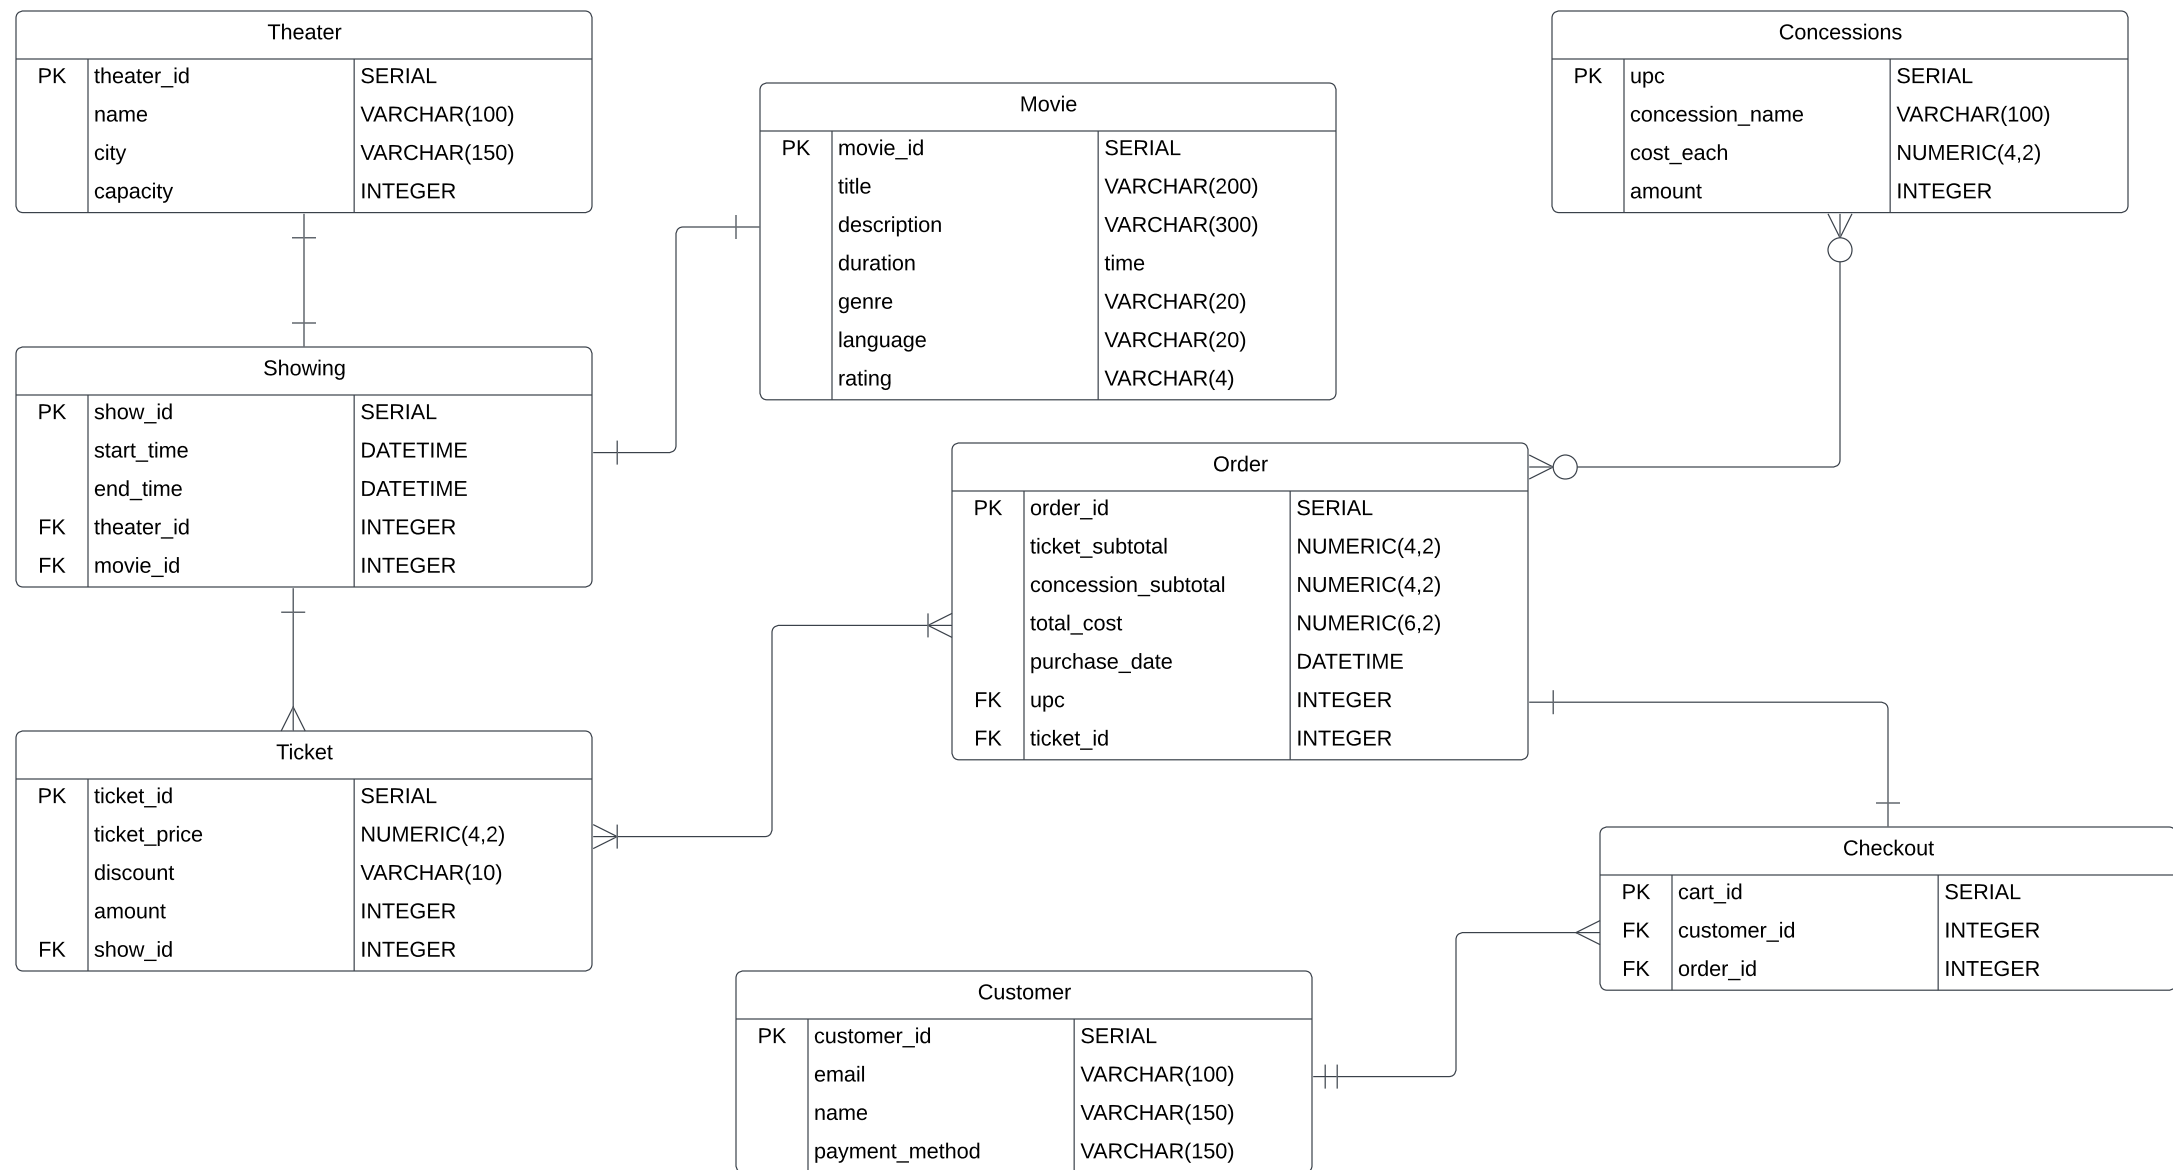 Theater
PK theater_id SERIAL
name VARCHAR(100)
city VARCHAR(150)
capacity INTEGER
Movie
PK movie_id SERIAL
title VARCHAR(200)
description VARCHAR(300)
duration time
genre VARCHAR(20)
language VARCHAR(20)
rating VARCHAR(4)
Concessions
PK upc SERIAL
concession_name VARCHAR(100)
cost_each NUMERIC(4,2)
amount INTEGER
Showing
PK show_id SERIAL
start_time DATETIME
end_time DATETIME
FK theater_id INTEGER
FK movie_id INTEGER
Order
PK order_id SERIAL
ticket_subtotal NUMERIC(4,2)
concession_subtotal NUMERIC(4,2)
total_cost NUMERIC(6,2)
purchase_date DATETIME
FK upc INTEGER
FK ticket_id INTEGER
Ticket
PK ticket_id SERIAL
ticket_price NUMERIC(4,2)
discount VARCHAR(10)
amount INTEGER
FK show_id INTEGER
Checkout
PK cart_id SERIAL
FK customer_id INTEGER
FK order_id INTEGER
Customer
PK customer_id SERIAL
email VARCHAR(100)
name VARCHAR(150)
payment_method VARCHAR(150)